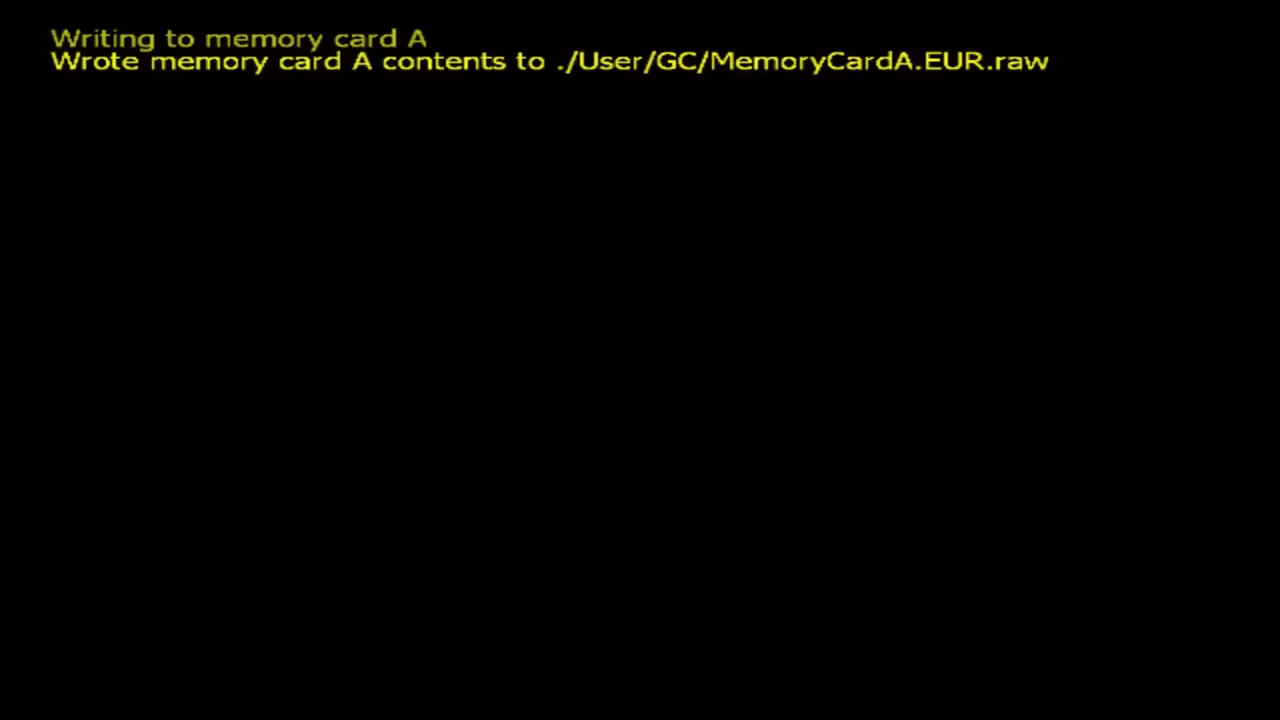 Writing to memory card A
Wrote memory card A contents to ./User/GC/MemoryCardA.EUR.raw